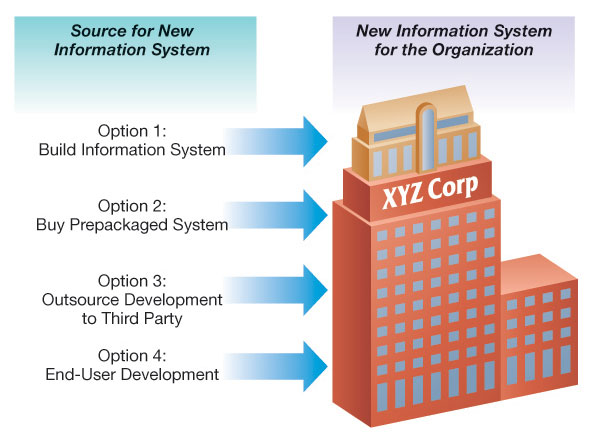 Source for New
Information System
New Information System
for the Organization
Option 1:
Build Information System
XYZ Corp
Option 2:
Buy Prepackaged System
Option 3:
Outsource Development
to Third Party
Option 4:
End-User Development